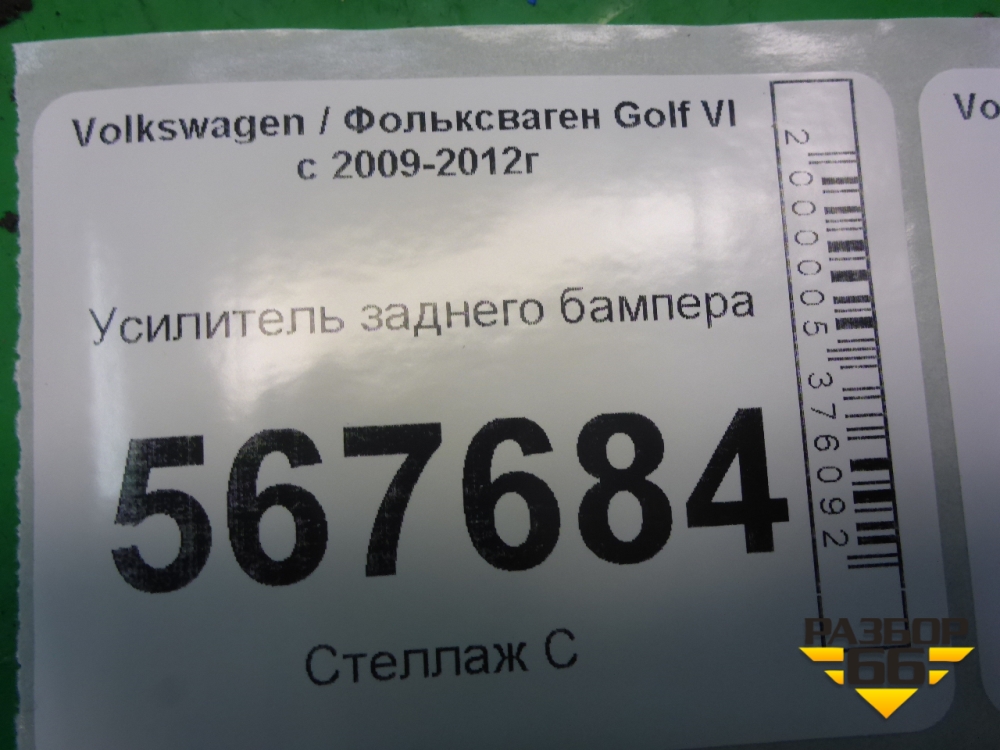 Volkswagen / Фольксваген Golf VI
с 2009-2012г
Усилитель заднего бампера
567684
Стеллаж С
2000005376092
Vo
РАЗБОР
66